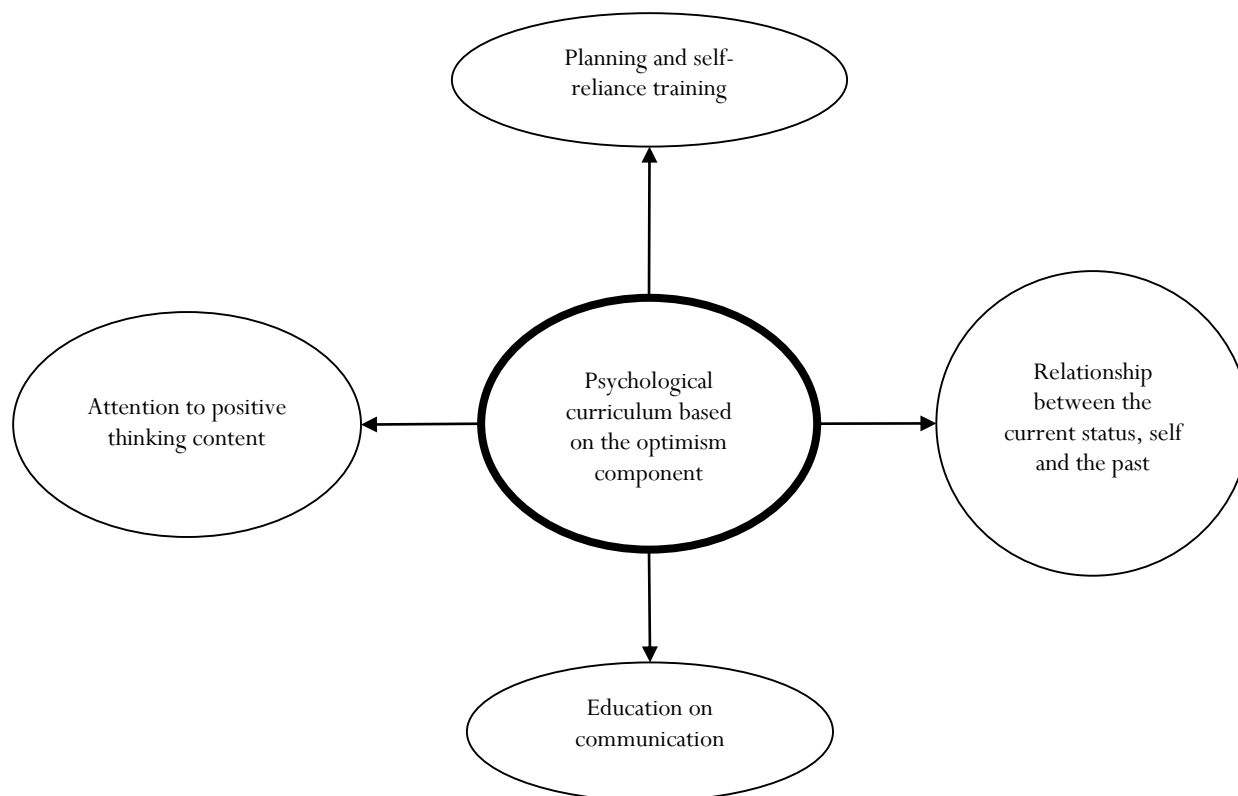 Planning and self-
reliance training
Attention to positive
thinking content
Psychological
curriculum based
on the optimism
component
Relationship
between the
current status, self
and the past
Education on
communication